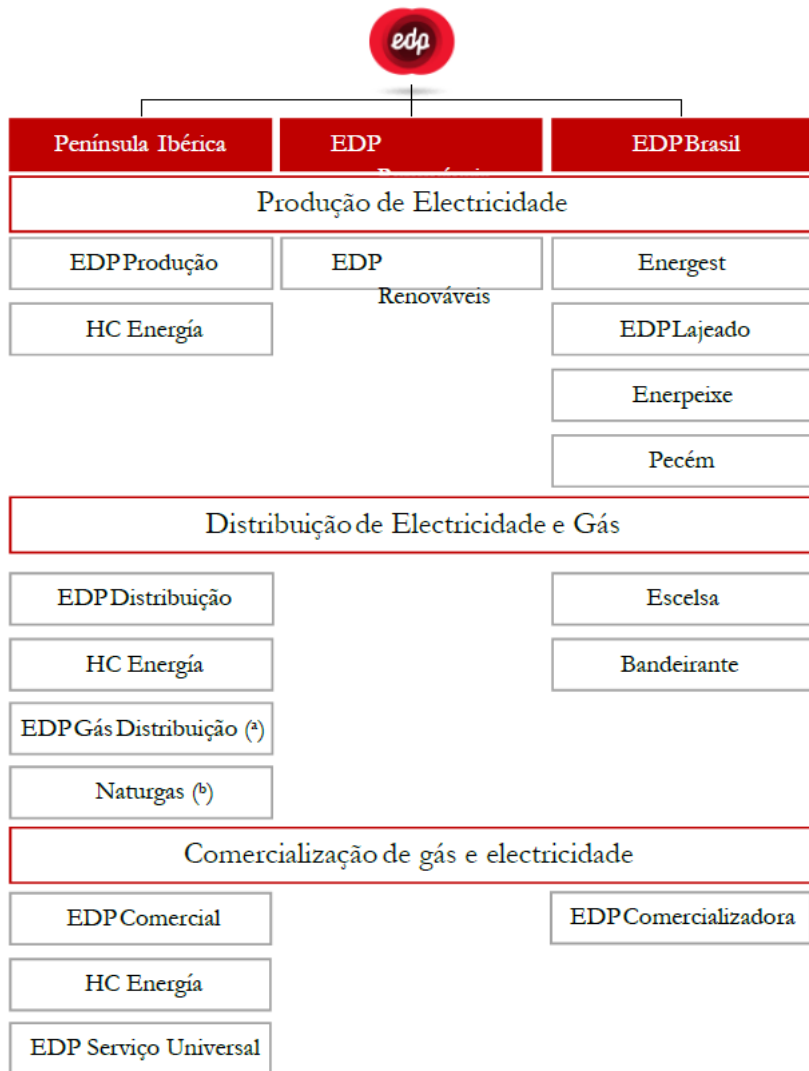 edp
Península Ibérica
EDP
EDP Brasil
Produção de Electricidade
EDP Produção
EDP
Energest
Renováveis
HC Energía
EDP Lajeado
Enerpeixe
Pecém
Distribuição de Electricidade e Gás
EDP Distribuição
Escelsa
HC Energía
Bandeirante
EDP Gás Distribuição (ª)
Naturgas (ᵇ)
Comercialização de gás e electricidade
EDP Comercial
EDP Comercializadora
HC Energía
EDP Serviço Universal